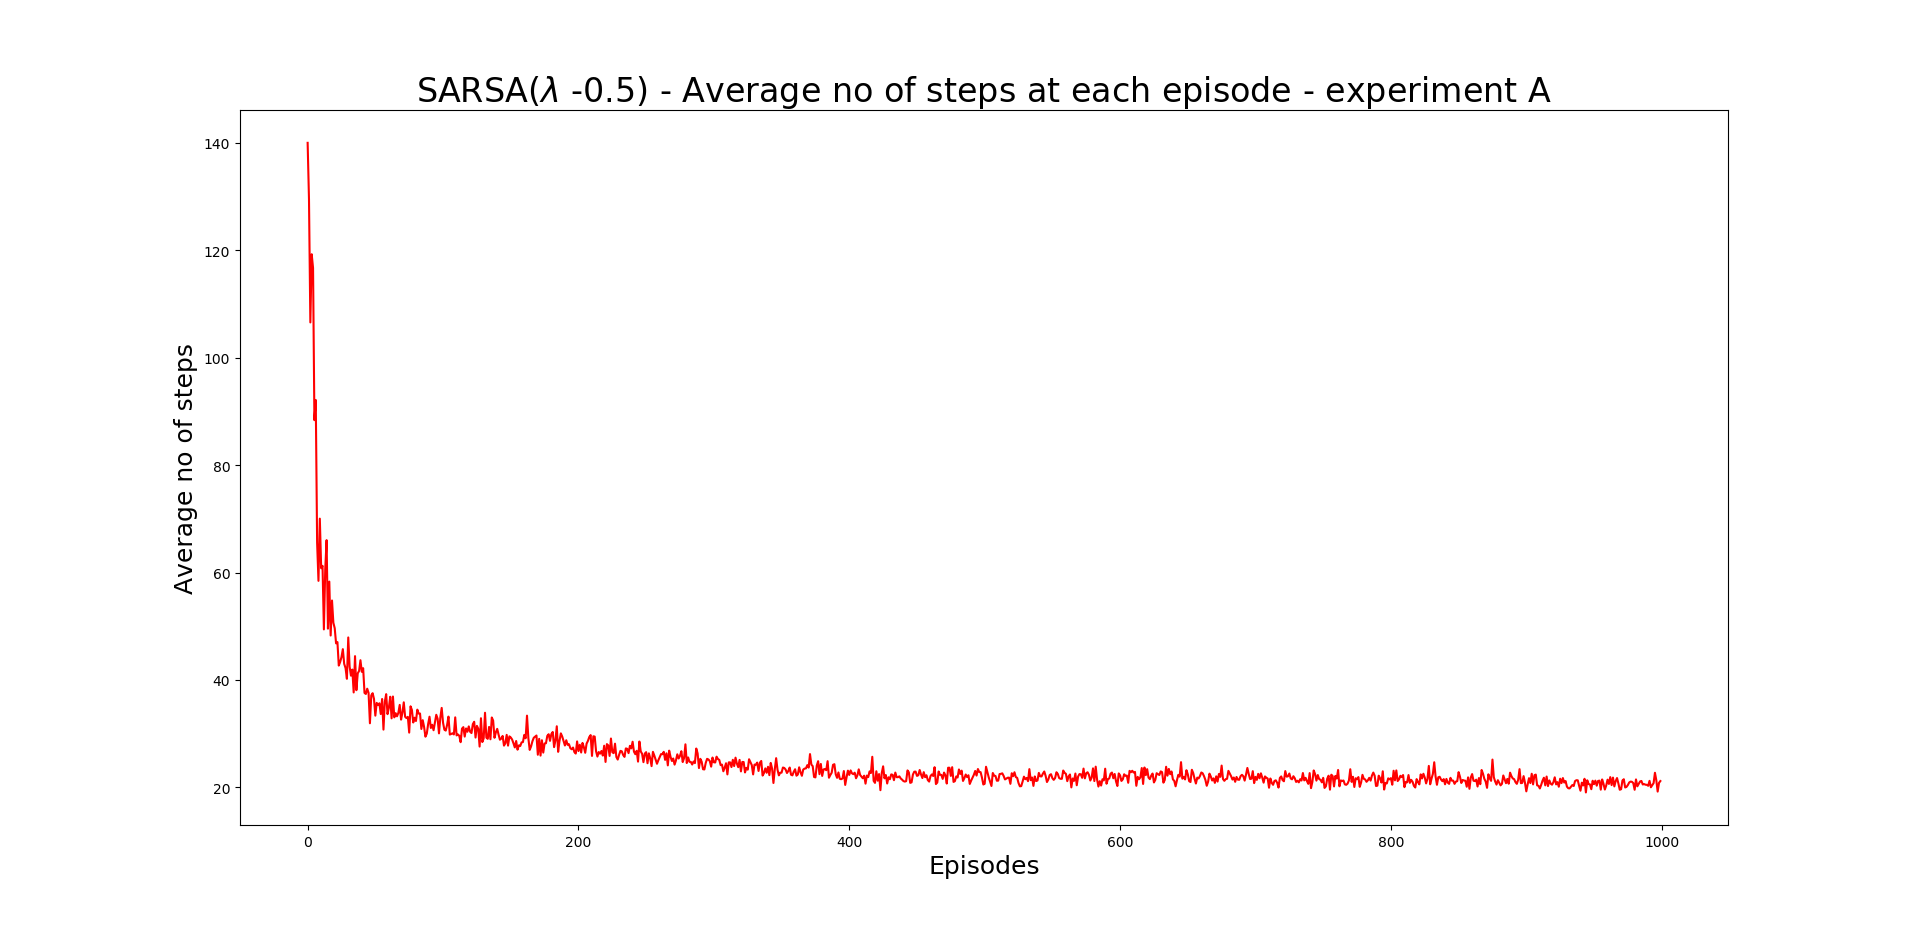 SARSA(λ -0.5) - Average no of steps at each episode - experiment A
Average no of steps
140
120
100
80
60
40
20
0 200 400 600 800 1000
Episodes